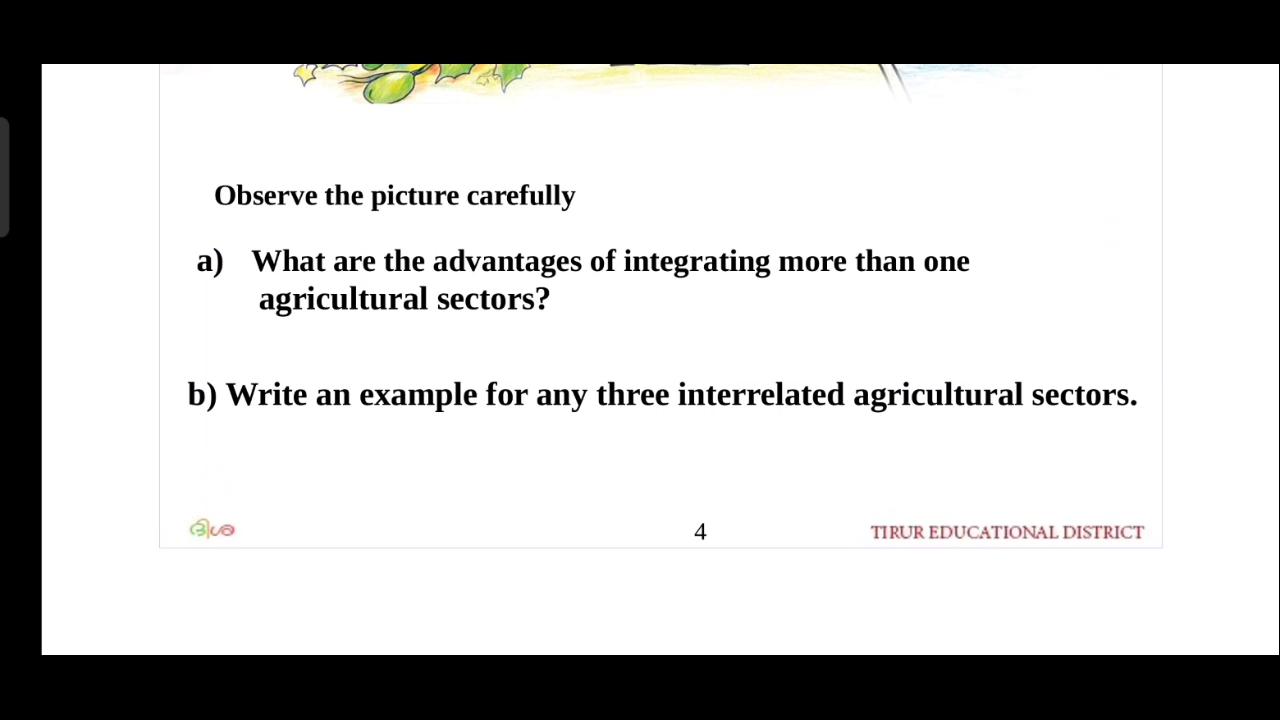 Observe the picture carefully
a) What are the advantages of integrating more than one
agricultural sectors?
b) Write an example for any three interrelated agricultural sectors.
ദിശ
4
TIRUR EDUCATIONAL DISTRICT